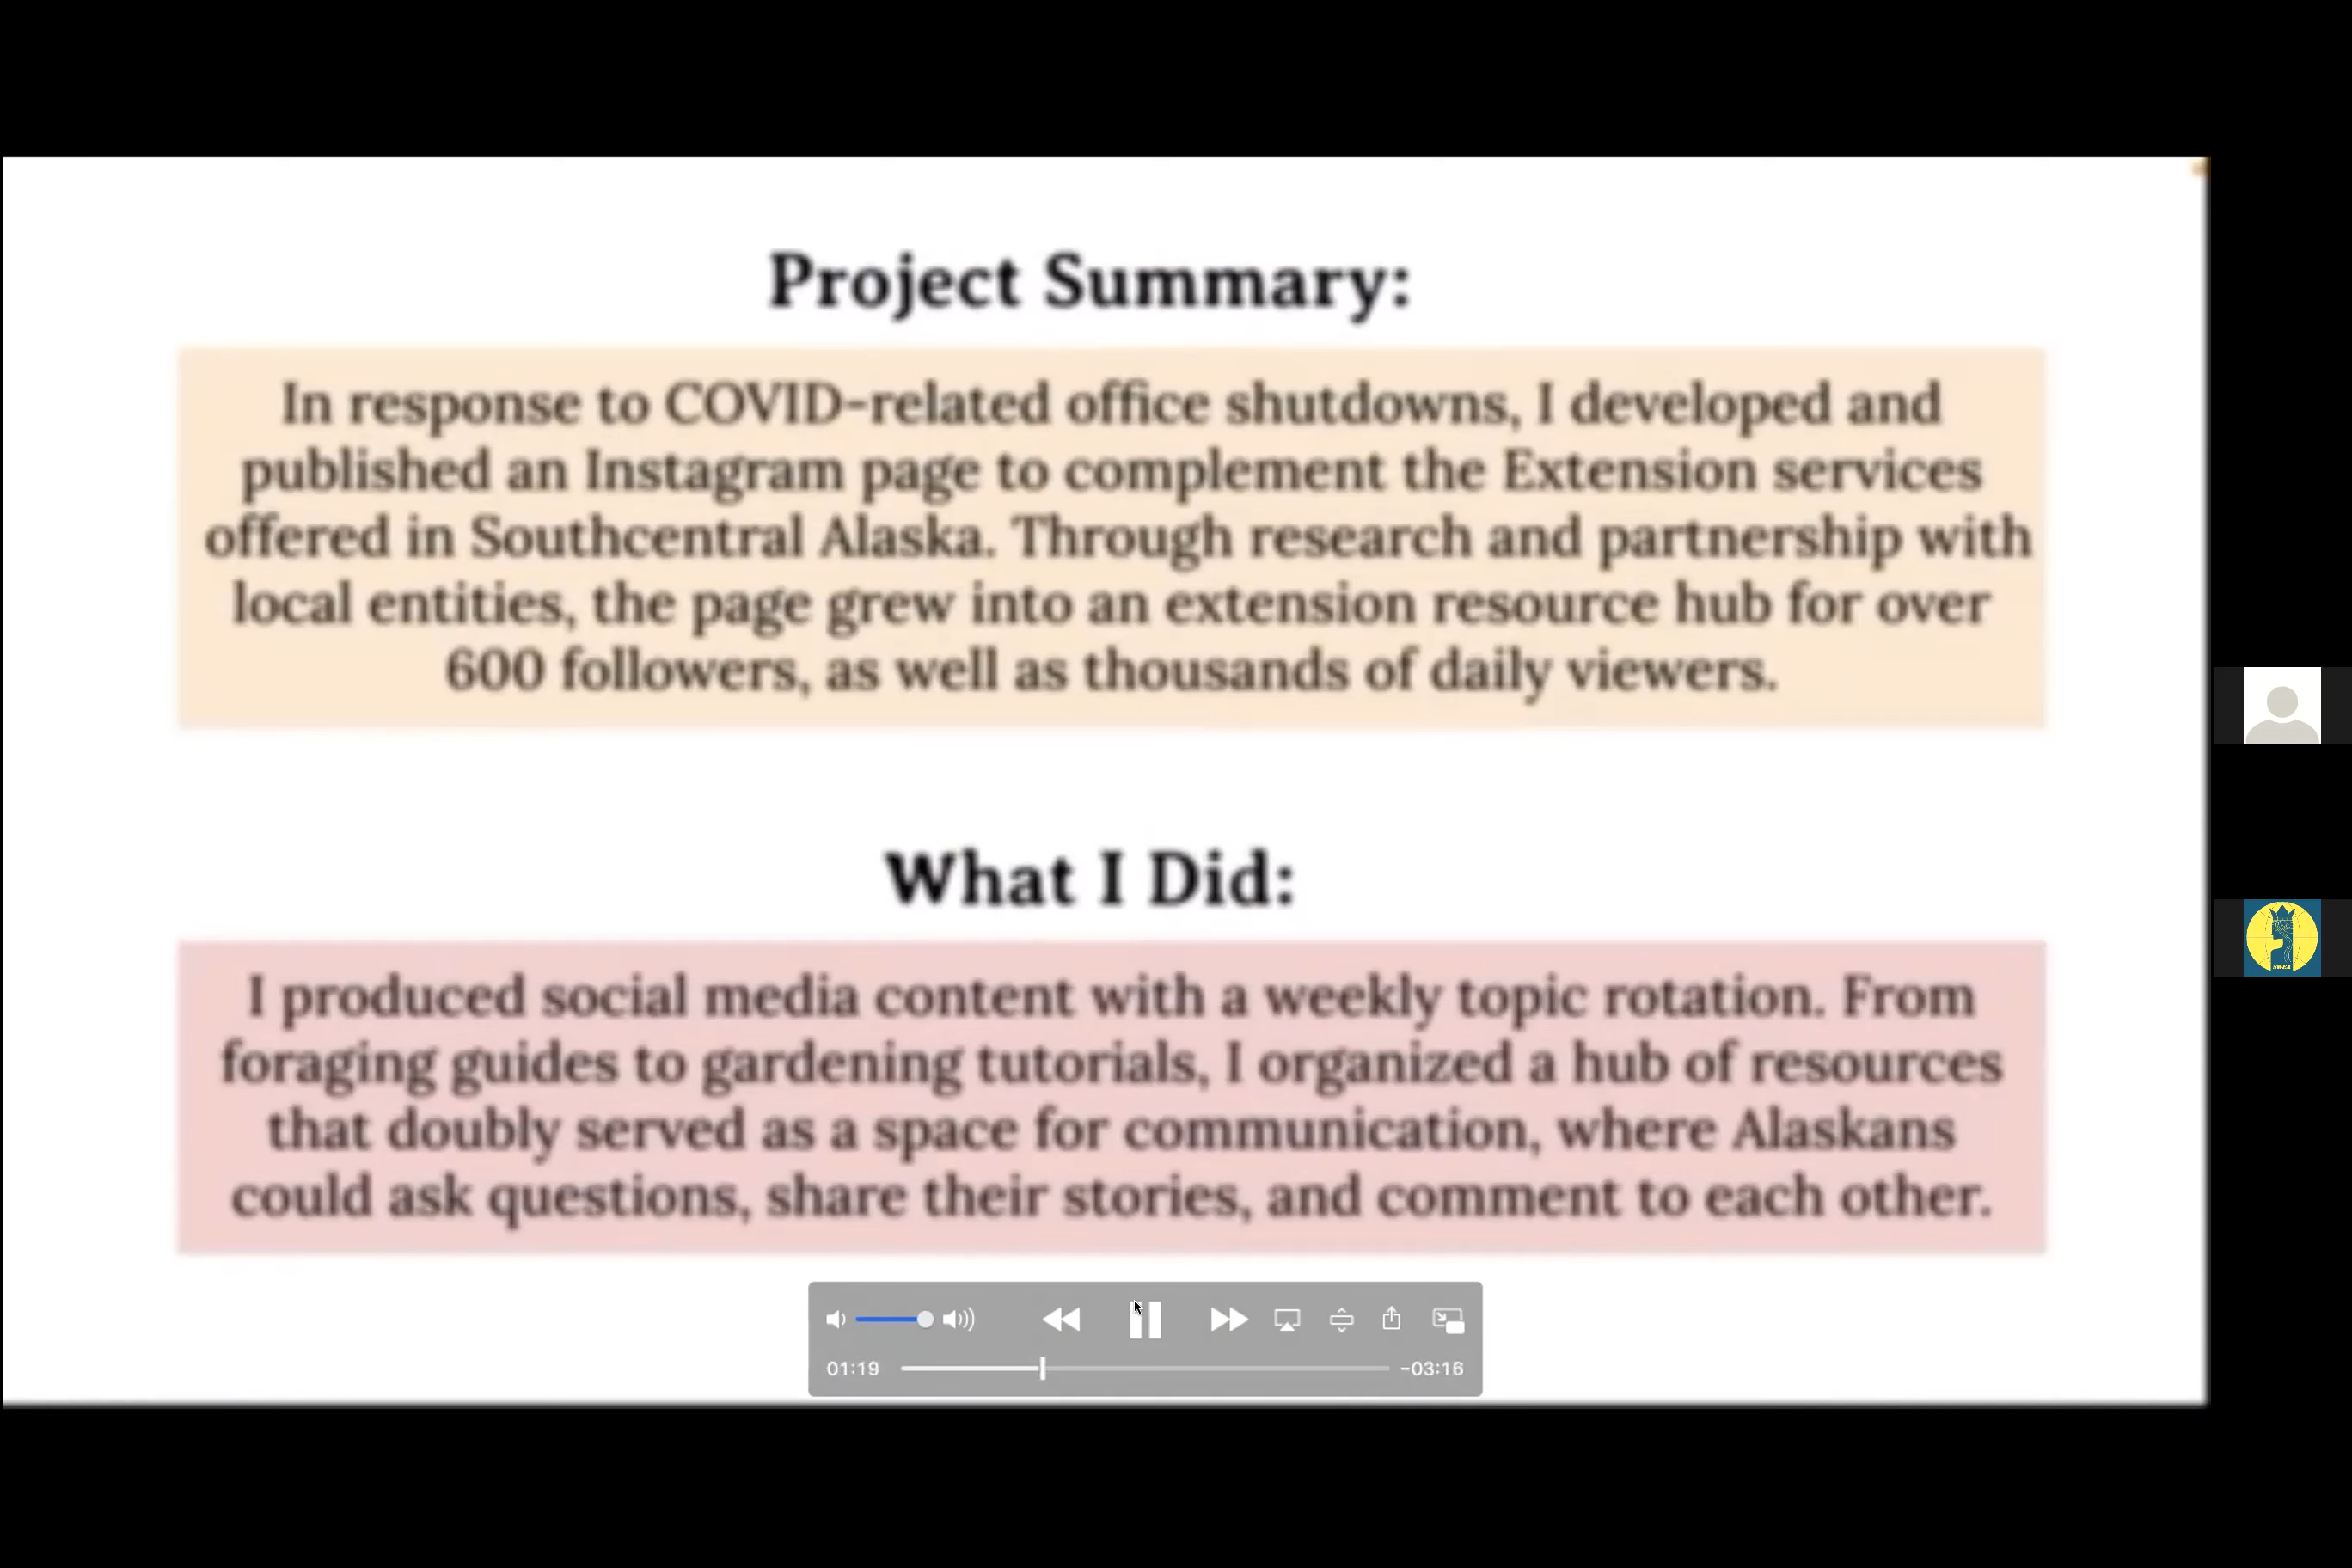 Project Summary:
In response to COVID-related office shutdowns, I developed and
published an Instagram page to complement the Extension services
offered in Southcentral Alaska. Through research and partnership with
local entities, the page grew into an extension resource hub for over
600 followers, as well as thousands of daily viewers.
What I Did:
I produced social media content with a weekly topic rotation. From
foraging guides to gardening tutorials, I organized a hub of resources
that doubly served as a space for communication, where Alaskans
could ask questions, share their stories, and comment to each other.
01:19
-03:16